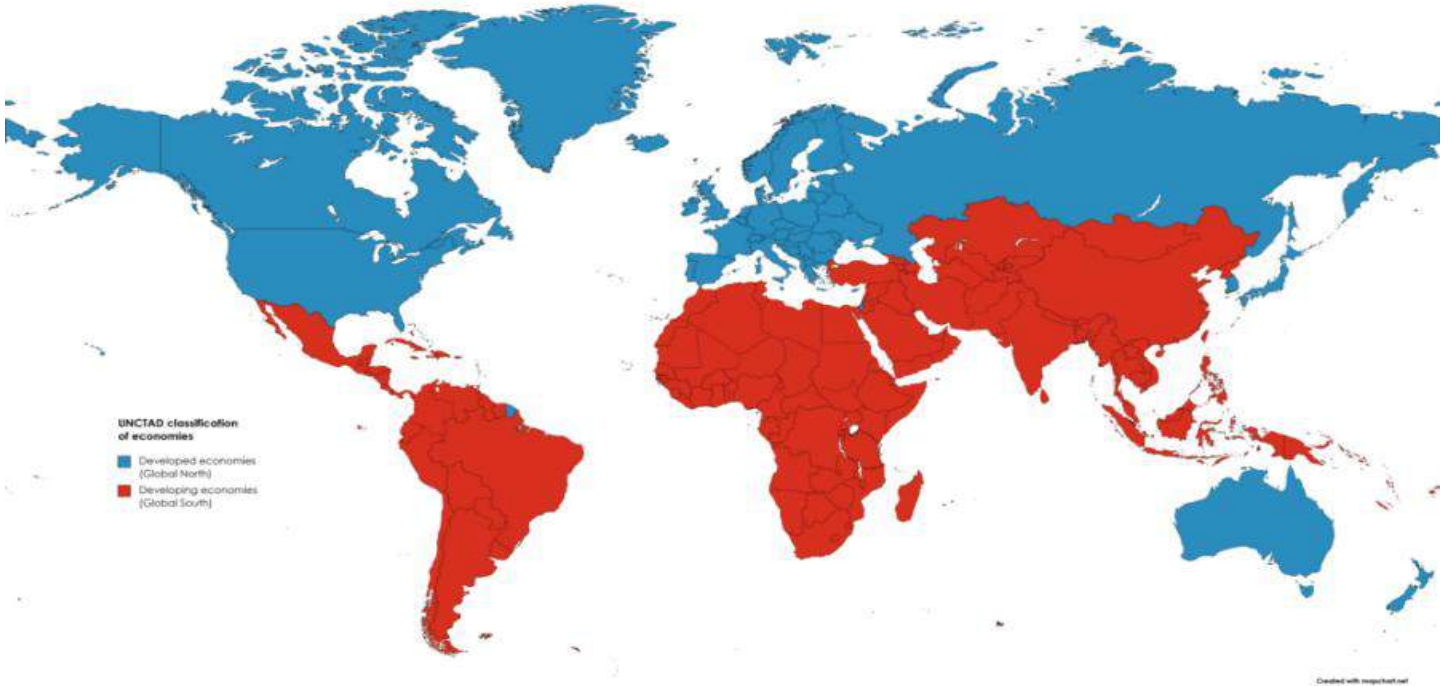 UNCTAD classification
of economies
Developed economies
(Global North)
Developing economies
(Global South)
Created with mapchart.net